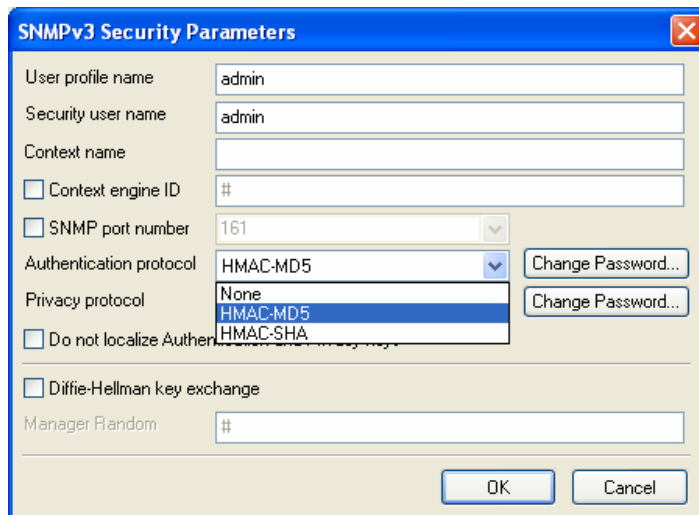 SNMPv3 Security Parameters
User profile name admin
Security user name admin
Context name
Context engine ID #
SNMP port number 161
Authentication protocol HMAC-MD5 Change Password...
None
Privacy protocol Change Password...
HMAC-MD5
HMAC-SHA
Do not localize
Diffie-Hellman key exchange
Manager Random #
OK Cancel